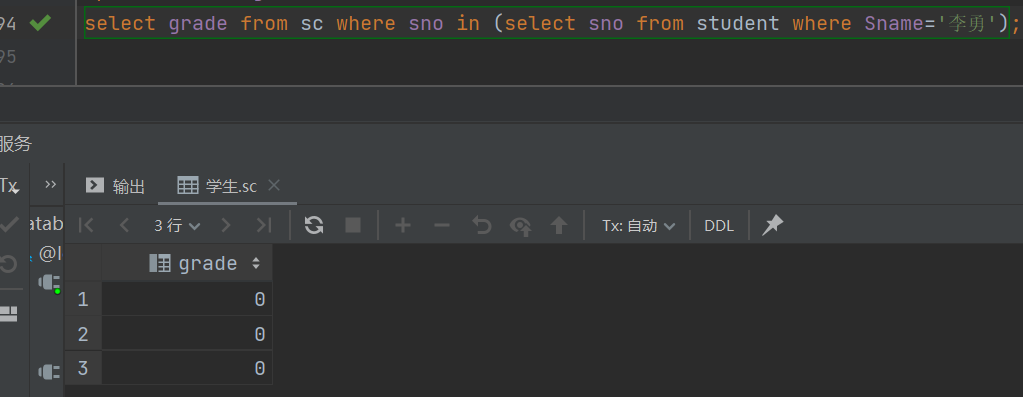 94 select grade from sc where sno in (select sno from student where Sname='李勇');
95
服务
Tx >> 输出 学生.sc
atab 3 行 Tx: 自动 DDL
@l grade
1 0
2 0
3 0